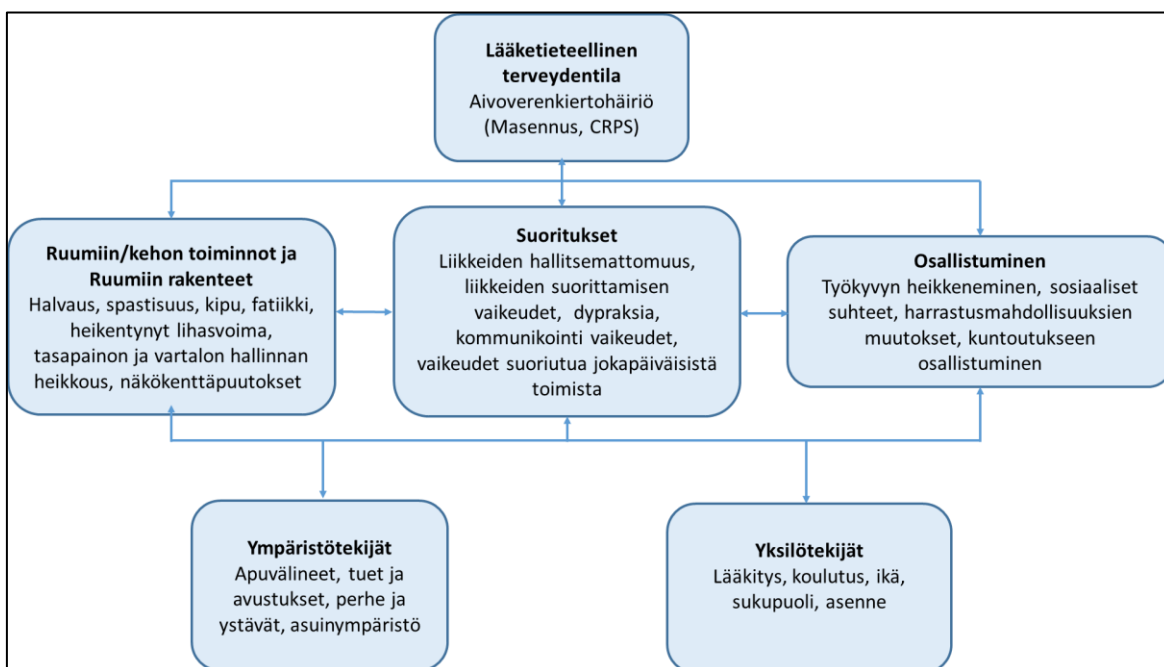 Lääketieteellinen
terveydentila
Aivoverenkiertohäiriö
(Masennus, CRPS)
Ruumiin/kehon toiminnot ja
Ruumiin rakenteet
Halvaus, spastisuus, kipu, fatiikki,
heikentynyt lihasvoima,
tasapainon ja vartalon hallinnan
heikkous, näkökenttäpuutokset
Suoritukset
Liikkeiden hallitsemattomuus,
liikkeiden suorittamisen
vaikeudet, dypraksia,
kommunikointi vaikeudet,
vaikeudet suoriutua jokapäiväisistä
toimista
Osallistuminen
Työkyvyn heikkeneminen, sosiaaliset
suhteet, harrastusmahdollisuuksien
muutokset, kuntoutukseen
osallistuminen
Ympäristötekijät
Apuvälineet, tuet ja
avustukset, perhe ja
ystävät, asuinympäristö
Yksilötekijät
Lääkitys, koulutus, ikä,
sukupuoli, asenne